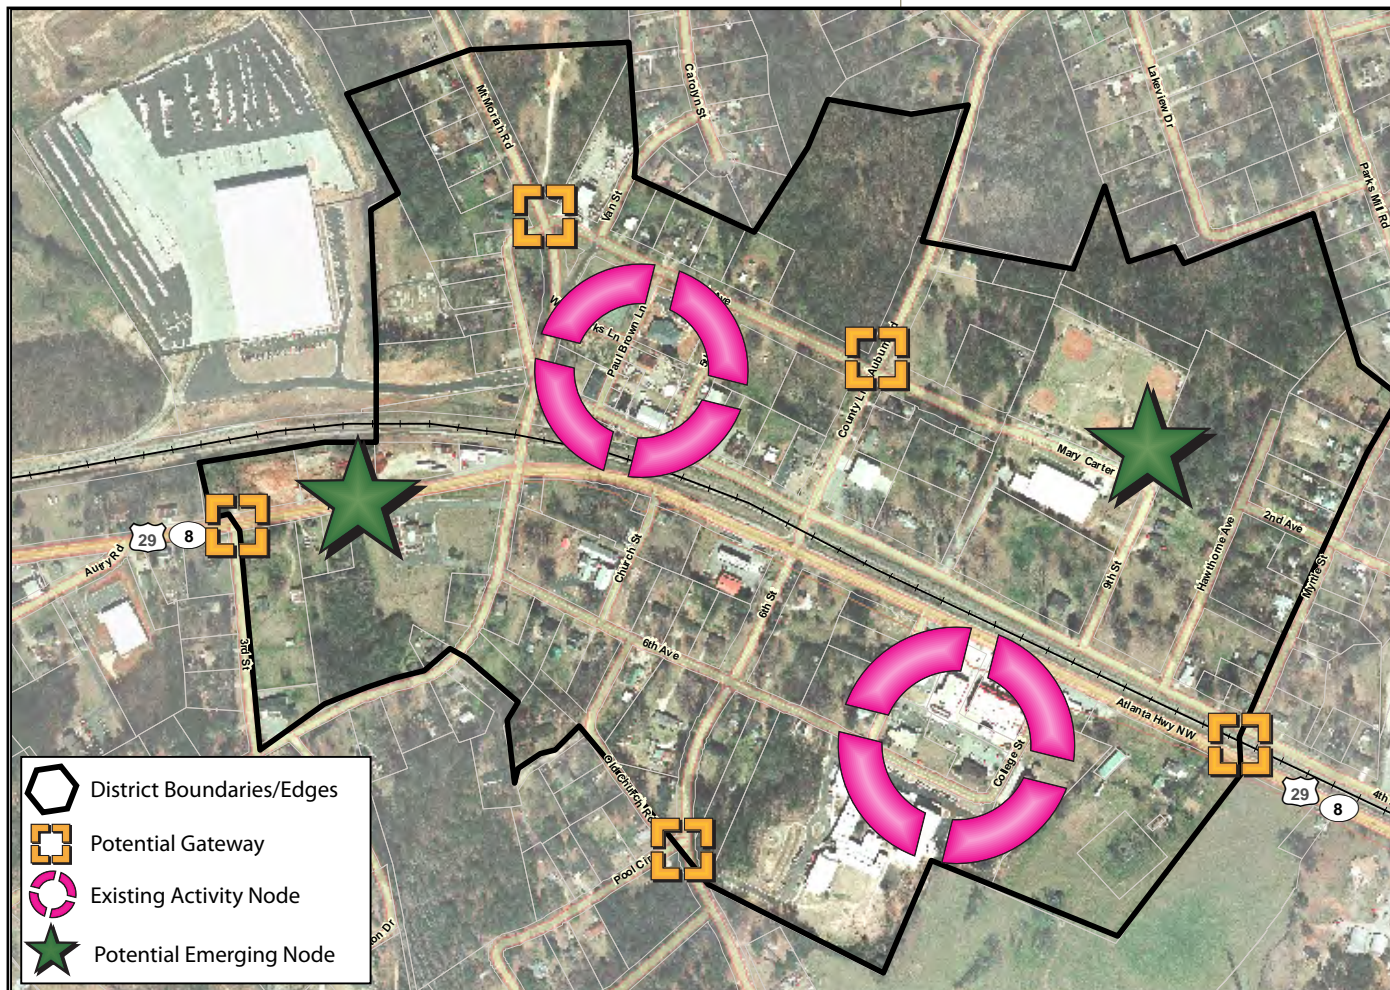 Mt Moriah Rd
Carolyn St
Lakeview Dr
Parks Mill Rd
Van St
Ave
Paul Brown Ln
County Ln
Auburn
Mary Carter
29
8
Autry Rd
Church St
6th St
6th Ave
3rd St
9th St
Hawthorne Ave
2nd Ave
Myrtle St
Atlanta Hwy NW
College St
Old Church Rd
Pool Cir
29
8
4th
District Boundaries/Edges
Potential Gateway
Existing Activity Node
Potential Emerging Node